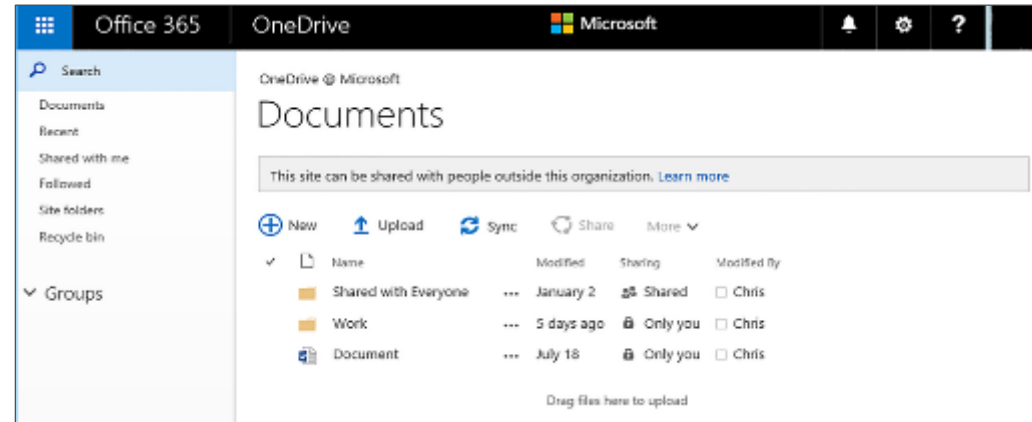 Office 365 OneDrive Microsoft ?
Search
Documents
Recent
Shared with me
Followed
Site folders
Recycle bin
Groups
OneDrive @ Microsoft
Documents
This site can be shared with people outside this organization. Learn more
New Upload Sync Share More
Name Modified Sharing Modified By
Shared with Everyone ... January 2 Shared Chris
Work ... 5 days ago Only you Chris
Document ... July 18 Only you Chris
Drag files here to upload